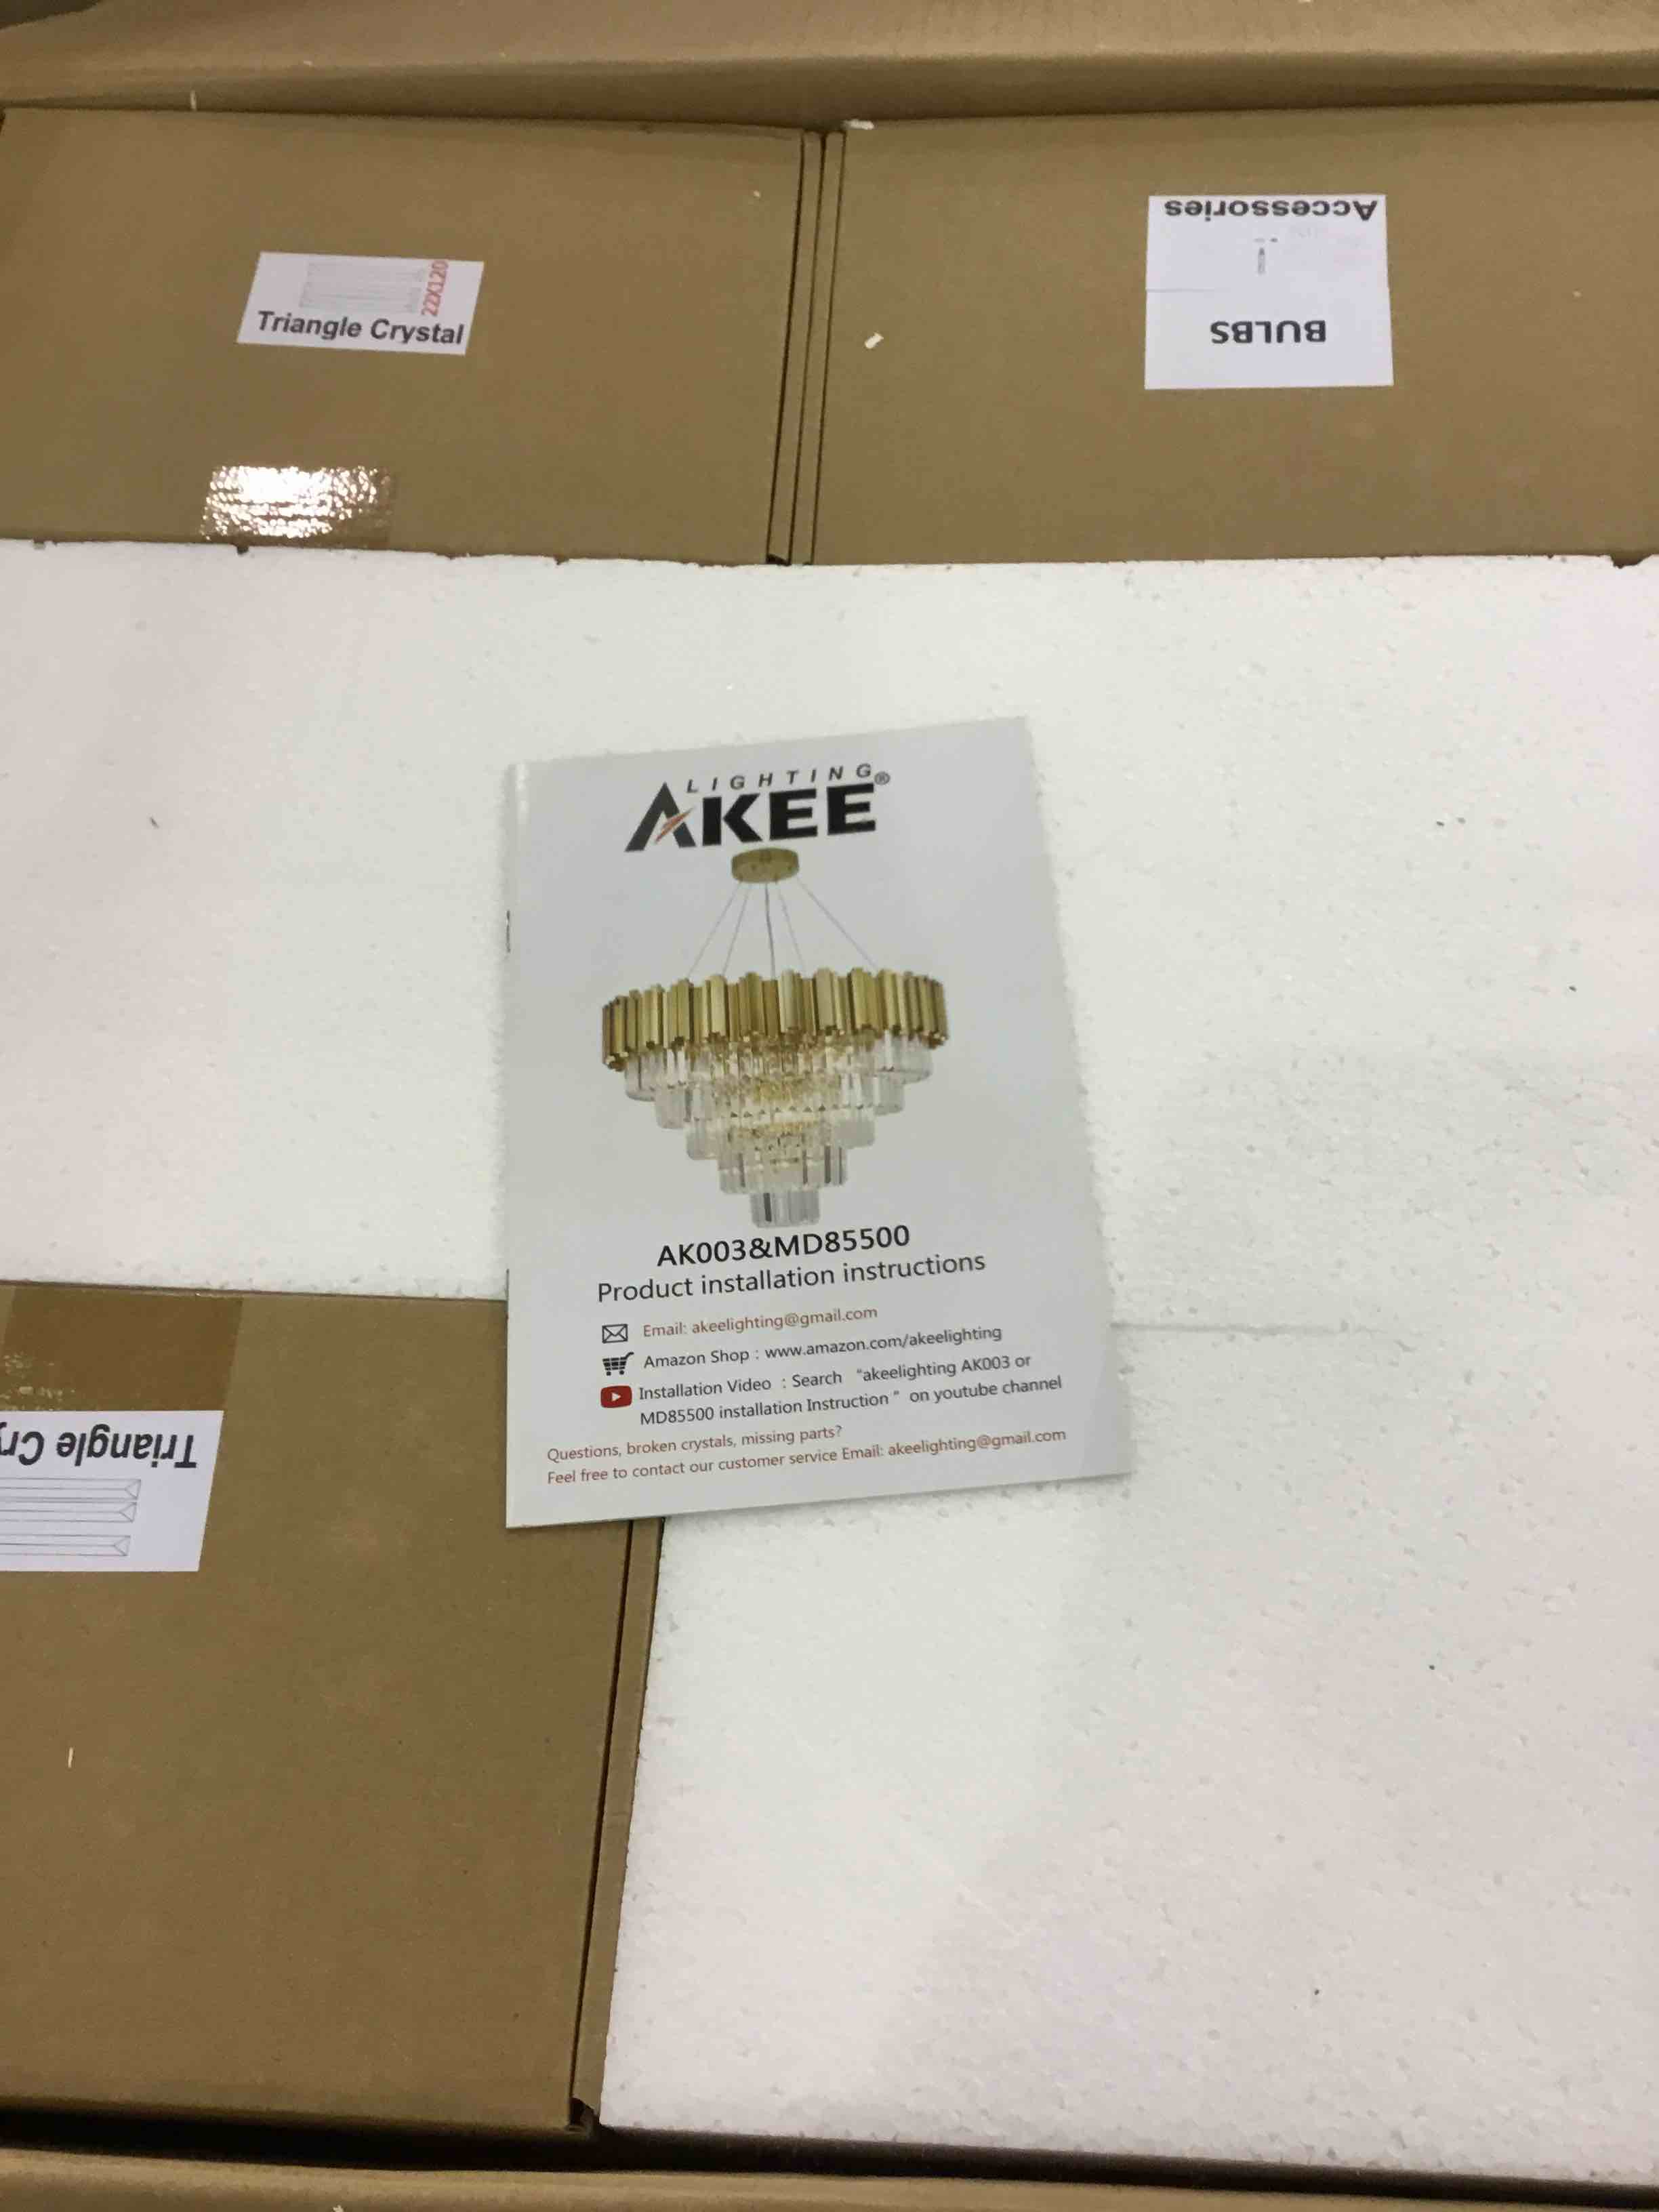 Accessories
BULBS
22X120
Triangle Crystal
LIGHTING®
AKEE
AK003&MD85500
Product installation instructions
Email: akeelighting@gmail.com
Amazon Shop : www.amazon.com/akeelighting
Installation Video : Search “akeelighting AK003 or
MD85500 installation Instruction ” on youtube channel
Questions, broken crystals, missing parts?
Feel free to contact our customer service Email: akeelighting@gmail.com
Triangle Cry